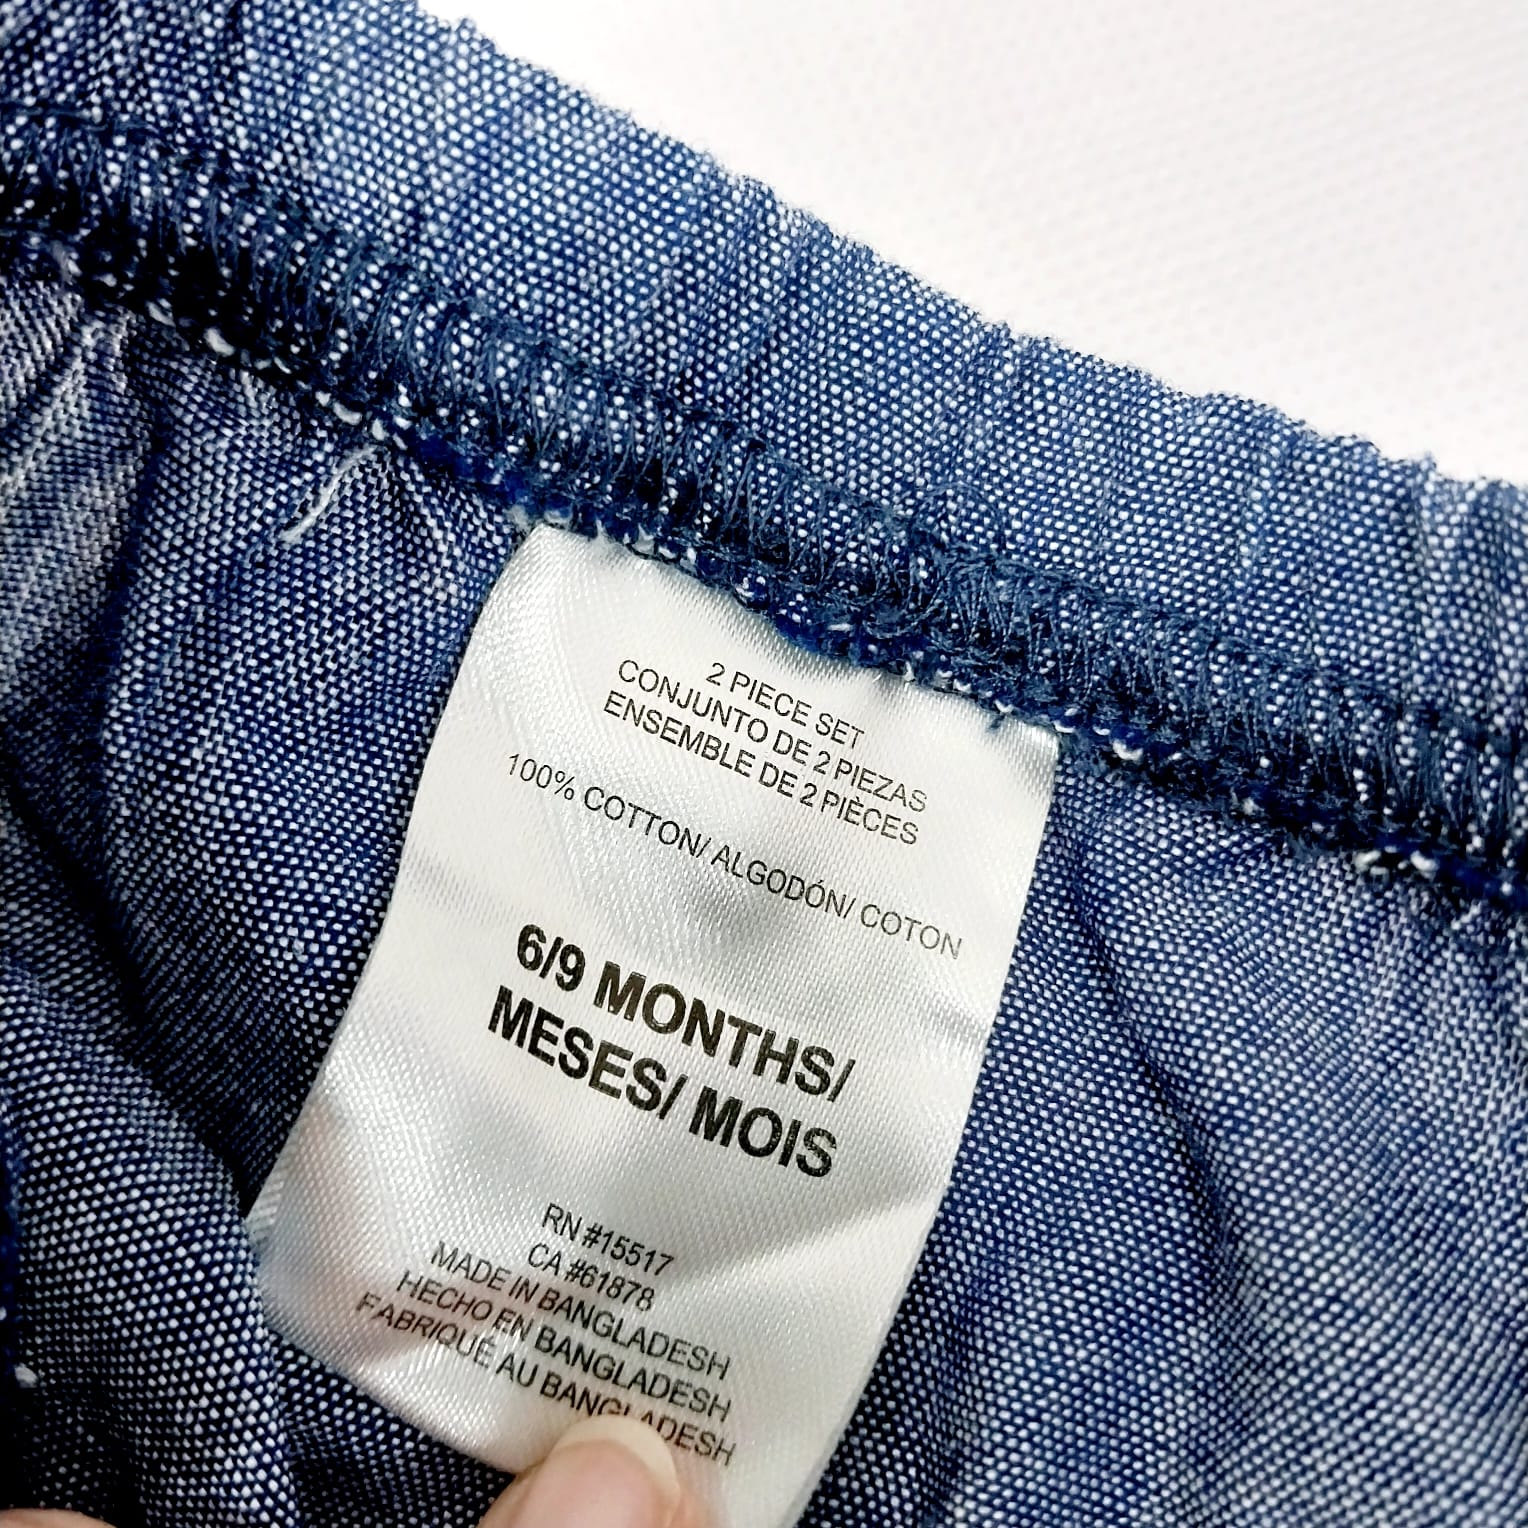 2 PIECE SET
CONJUNTO DE 2 PIEZAS
ENSEMBLE DE 2 PIÈCES
100% COTTON/ ALGODÓN/ COTON
6/9 MONTHS/
MESES/ MOIS
RN #15517
CA #61878
MADE IN BANGLADESH
HECHO EN BANGLADESH
FABRIQUÉ AU BANGLADESH